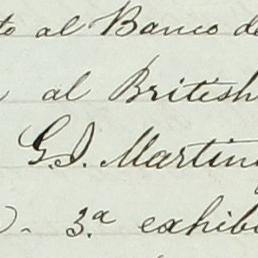 to al Banco de
al British
G. J. Martin
). 3.ª exhib